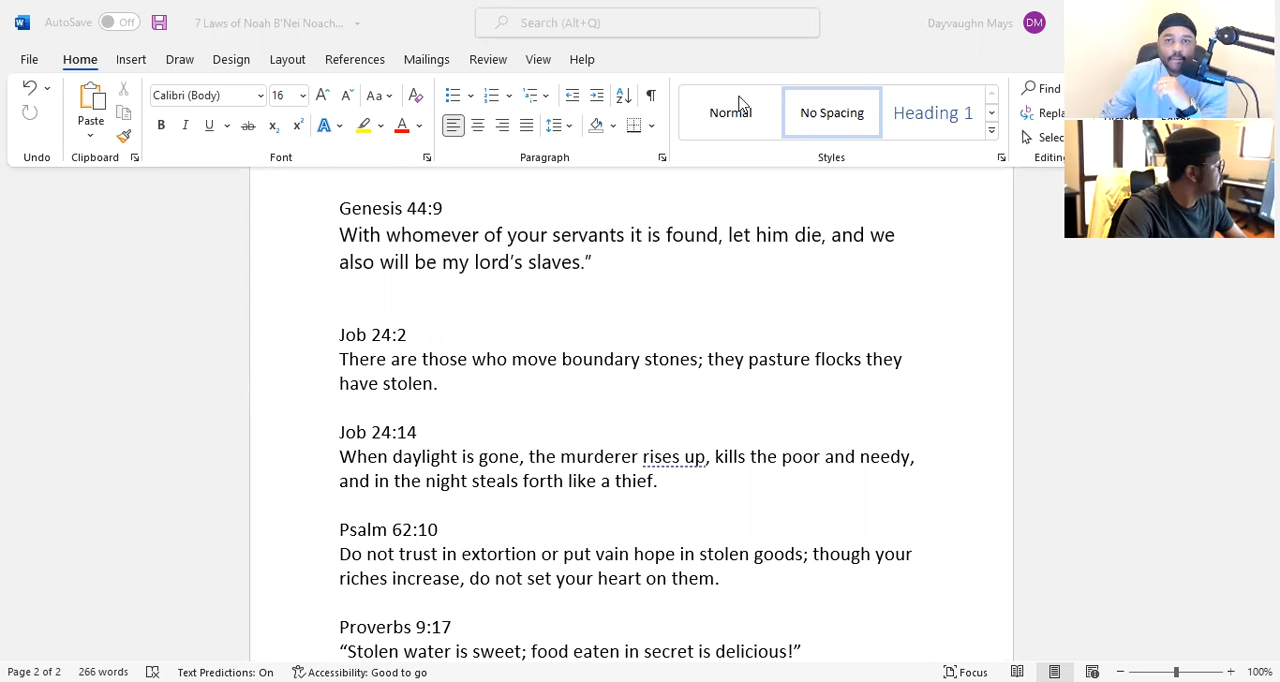 AutoSave Off 7 Laws of Noah B'Nei Noach... Search (Alt+Q) Dayvaughn Mays DM
File Home Insert Draw Design Layout References Mailings Review View Help
Calibri (Body) 16 A A Aa A Normal No Spacing Heading 1 Find
Paste B I U ab x₂ x² A A Repla
Selec
Undo Clipboard Font Paragraph Styles Editing
Genesis 44:9
With whomever of your servants it is found, let him die, and we
also will be my lord’s slaves.”
Job 24:2
There are those who move boundary stones; they pasture flocks they
have stolen.
Job 24:14
When daylight is gone, the murderer rises up, kills the poor and needy,
and in the night steals forth like a thief.
Psalm 62:10
Do not trust in extortion or put vain hope in stolen goods; though your
riches increase, do not set your heart on them.
Proverbs 9:17
“Stolen water is sweet; food eaten in secret is delicious!”
Page 2 of 2 266 words Text Predictions: On Accessibility: Good to go Focus 100%